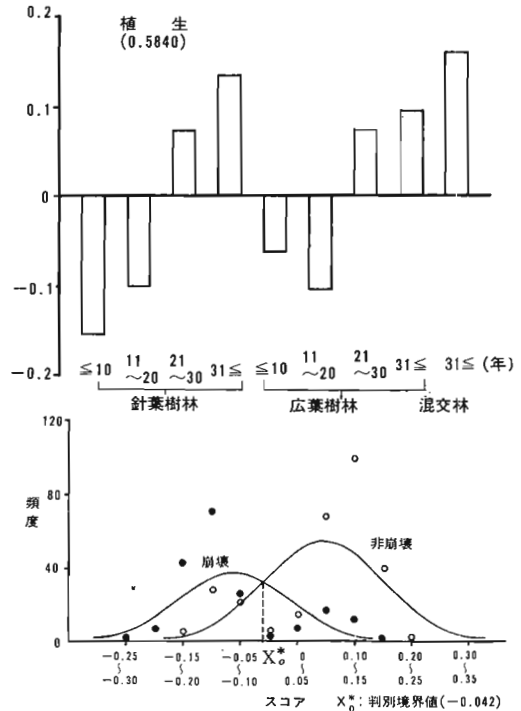 0.2
植 生
(0.5840)
0.1
0
-0.1
-0.2
≦10 11～20 21～30 31≦ ≦10 11～20 21～30 31≦ 31≦ (年)
針葉樹林 広葉樹林 混交林
120
80
頻度
40
0
崩壊
非崩壊
-0.25～-0.30 -0.15～-0.20 -0.05～-0.10 X₀* 0～0.05 0.10～0.15 0.20～0.25 0.30～0.35
スコア X₀*: 判別境界値(-0.042)